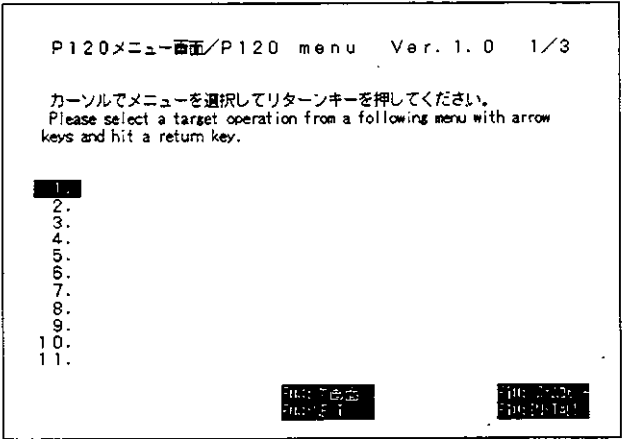 P120メニュー画面/P120 menu Ver.1.0 1/3
カーソルでメニューを選択してリターンキーを押してください。
Please select a target operation from a following menu with arrow
keys and hit a return key.
1.
2.
3.
4.
5.
6.
7.
8.
9.
10.
11.